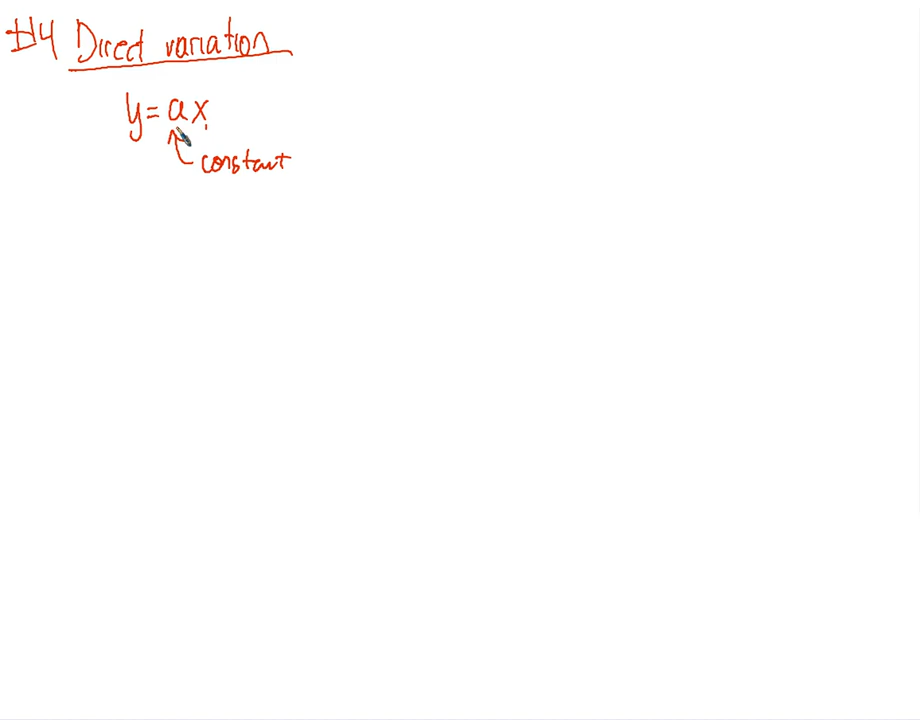 #4 Direct variation
y = ax
constant